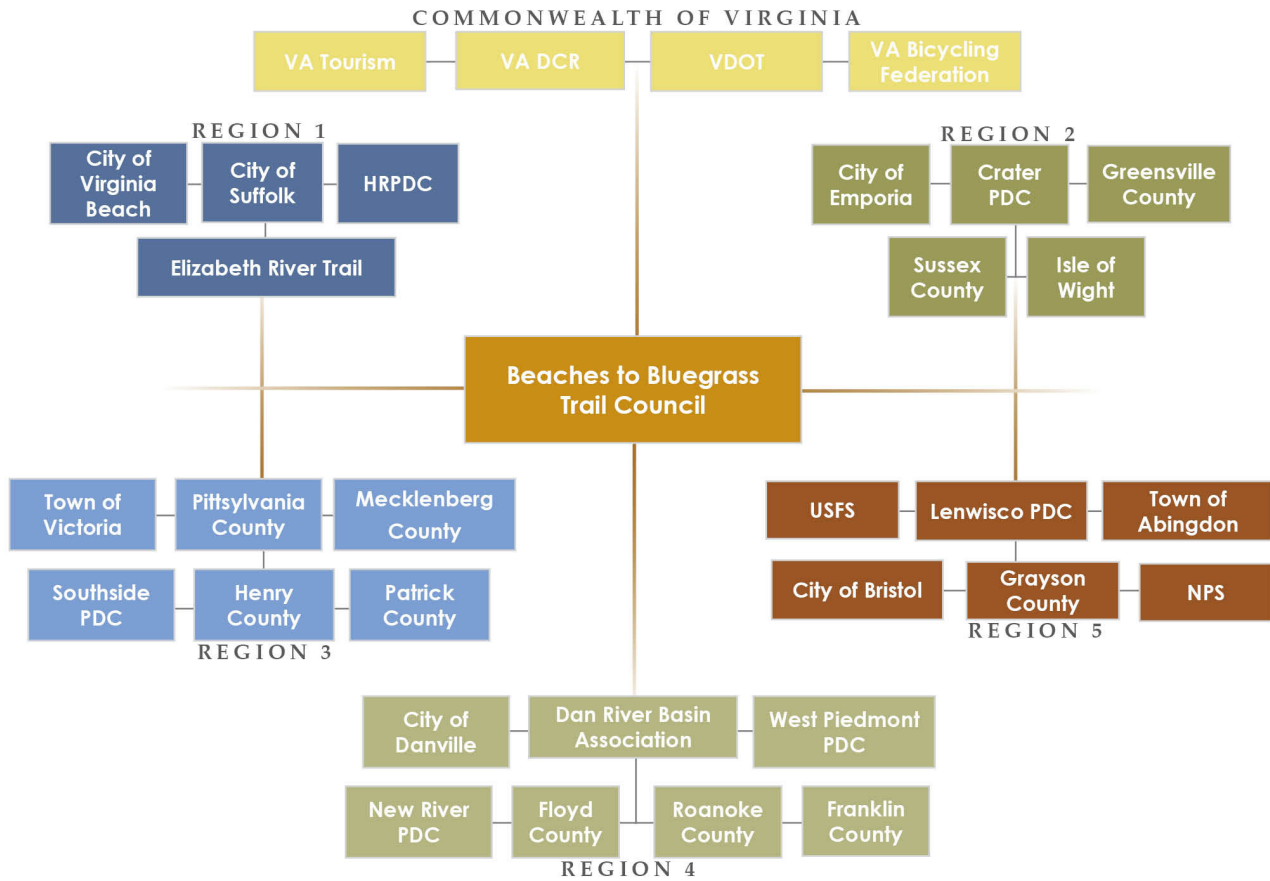 COMMONWEALTH OF VIRGINIA
VA Tourism
VA DCR
VDOT
VA Bicycling
Federation
REGION 1
City of
Virginia
Beach
City of
Suffolk
HRPDC
Elizabeth River Trail
REGION 2
City of
Emporia
Crater
PDC
Greensville
County
Sussex
County
Isle of
Wight
Beaches to Bluegrass
Trail Council
Town of
Victoria
Pittsylvania
County
Mecklenberg
County
Southside
PDC
Henry
County
Patrick
County
REGION 3
USFS
Lenwisco PDC
Town of
Abingdon
City of Bristol
Grayson
County
NPS
REGION 5
City of
Danville
Dan River Basin
Association
West Piedmont
PDC
New River
PDC
Floyd
County
Roanoke
County
Franklin
County
REGION 4